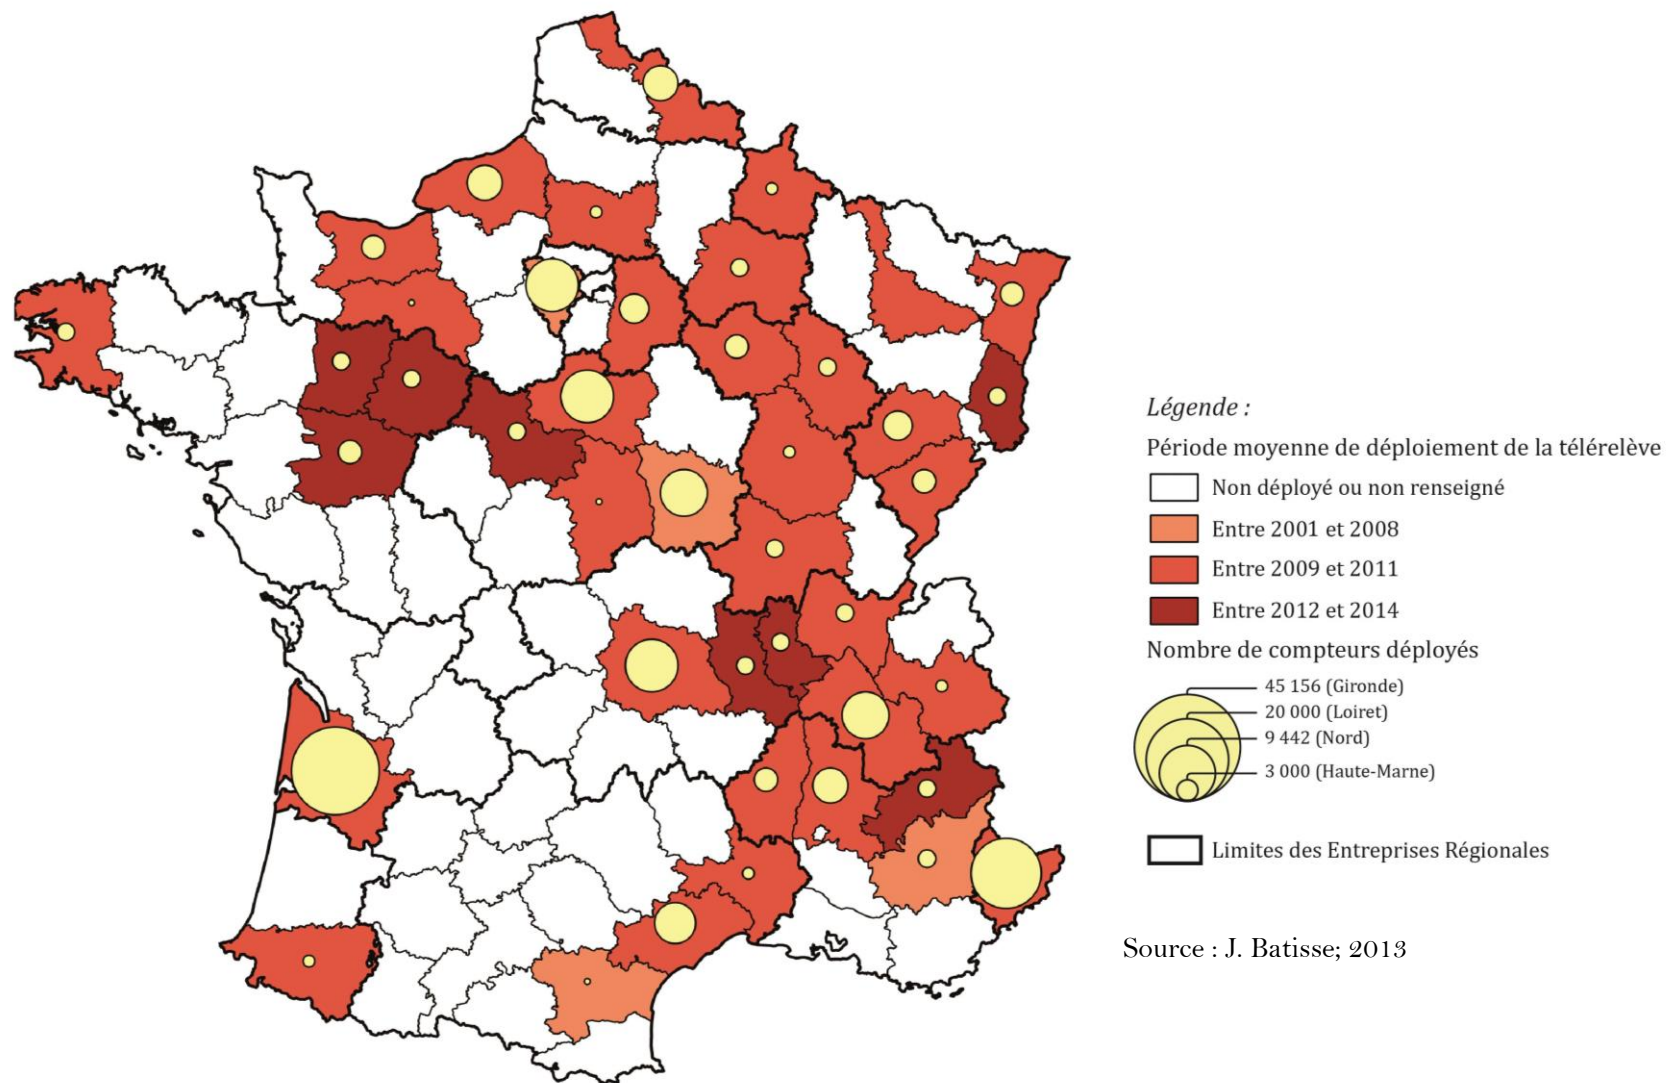 Légende :
Période moyenne de déploiement de la télérelève
Non déployé ou non renseigné
Entre 2001 et 2008
Entre 2009 et 2011
Entre 2012 et 2014
Nombre de compteurs déployés
45 156 (Gironde)
20 000 (Loiret)
9 442 (Nord)
3 000 (Haute-Marne)
Limites des Entreprises Régionales
Source : J. Batisse; 2013